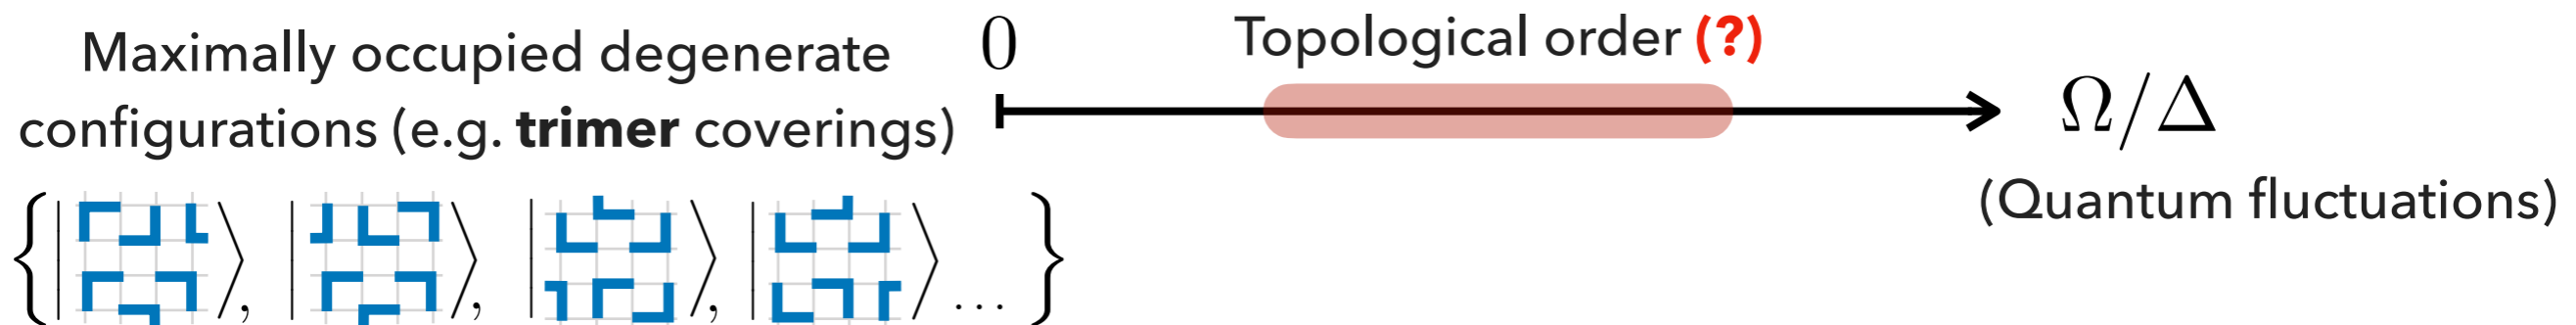 Maximally occupied degenerate
configurations (e.g. trimer coverings)
0
Topological order (?)
Ω/Δ
(Quantum fluctuations)
{| ⟩, | ⟩, | ⟩, | ⟩ ... }